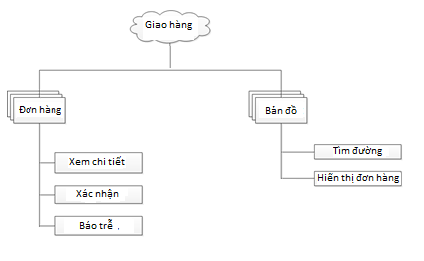 Giao hàng
Đơn hàng
Bản đồ
Xem chi tiết
Xác nhận
Báo trễ .
Tìm đường
Hiển thị đơn hàng